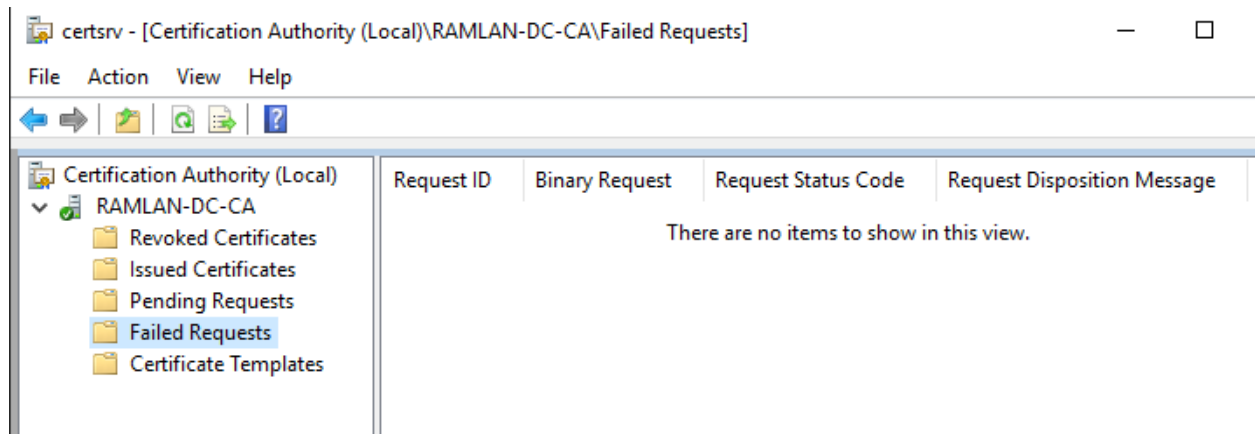 certsrv - [Certification Authority (Local)\RAMLAN-DC-CA\Failed Requests]
File Action View Help
Certification Authority (Local)
RAMLAN-DC-CA
Revoked Certificates
Issued Certificates
Pending Requests
Failed Requests
Certificate Templates
Request ID Binary Request Request Status Code Request Disposition Message
There are no items to show in this view.